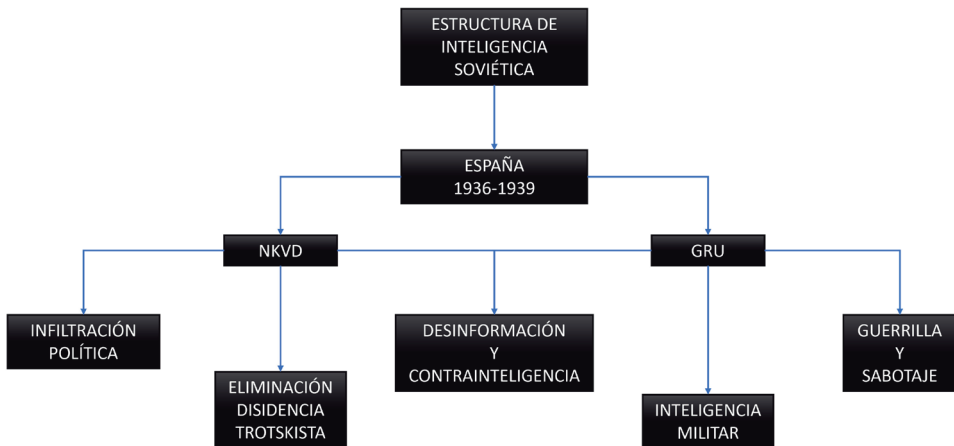 ESTRUCTURA DE
INTELIGENCIA
SOVIÉTICA
ESPAÑA
1936-1939
NKVD
GRU
INFILTRACIÓN
POLÍTICA
ELIMINACIÓN
DISIDENCIA
TROTSKISTA
DESINFORMACIÓN
Y
CONTRAINTELIGENCIA
INTELIGENCIA
MILITAR
GUERRILLA
Y
SABOTAJE